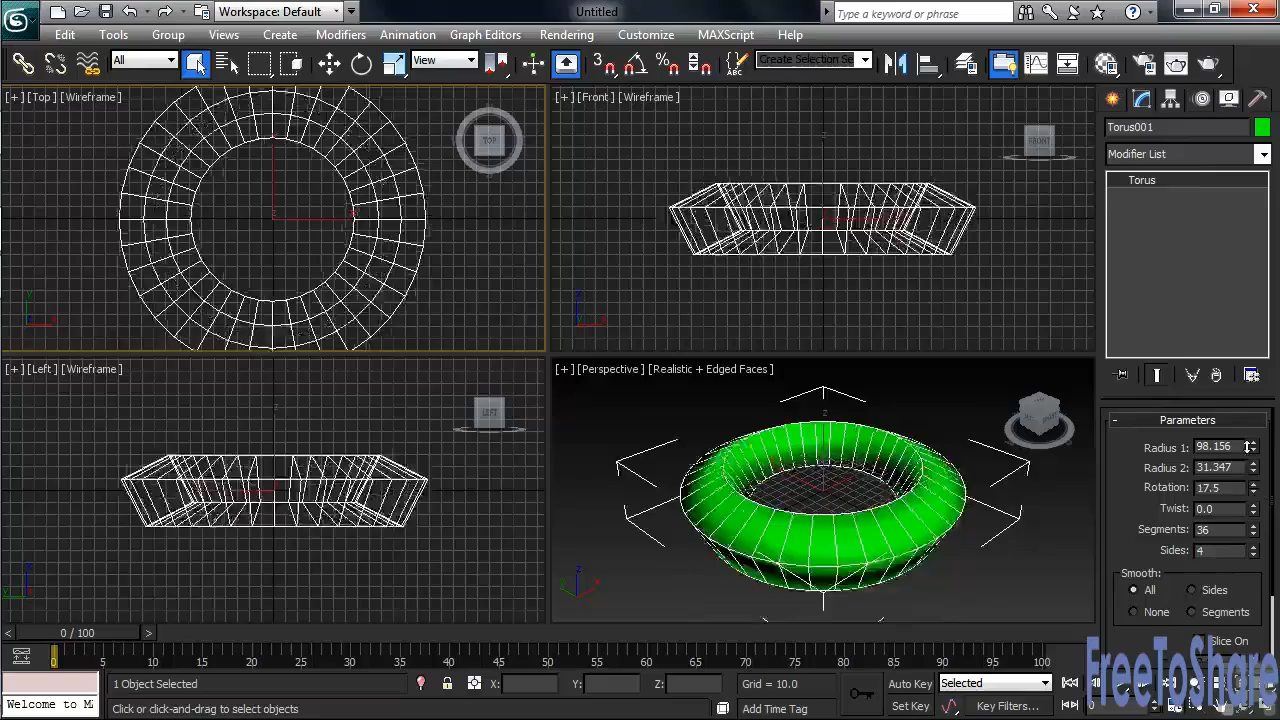 Workspace: Default
Untitled
Type a keyword or phrase
Edit Tools Group Views Create Modifiers Animation Graph Editors Rendering Customize MAXScript Help
All
View
Create Selection Se
[+] [Top] [Wireframe]
TOP
[+] [Front] [Wireframe]
FRONT
Torus001
Modifier List
Torus
[+] [Left] [Wireframe]
LEFT
[+] [Perspective] [Realistic + Edged Faces]
Parameters
Radius 1: 98.156
Radius 2: 31.347
Rotation: 17.5
Twist: 0.0
Segments: 36
Sides: 4
Smooth:
All Sides
None Segments
Slice On
0 / 100
0 5 10 15 20 25 30 35 40 45 50 55 60 65 70 75 80 85 90 95 100
1 Object Selected
X: Y: Z:
Grid = 10.0
Auto Key
Selected
Welcome to M
Click or click-and-drag to select objects
Add Time Tag
Set Key
Key Filters...
0
FreeToShare